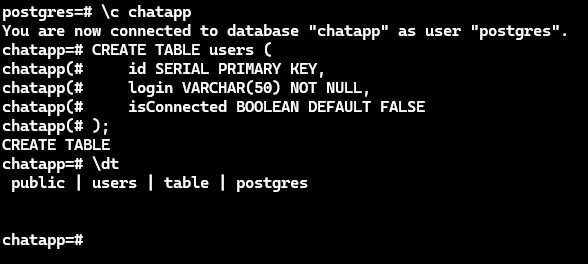 postgres=# \c chatapp
You are now connected to database "chatapp" as user "postgres".
chatapp=# CREATE TABLE users (
chatapp(#     id SERIAL PRIMARY KEY,
chatapp(#     login VARCHAR(50) NOT NULL,
chatapp(#     isConnected BOOLEAN DEFAULT FALSE
chatapp(# );
CREATE TABLE
chatapp=# \dt
 public | users | table | postgres
chatapp=#